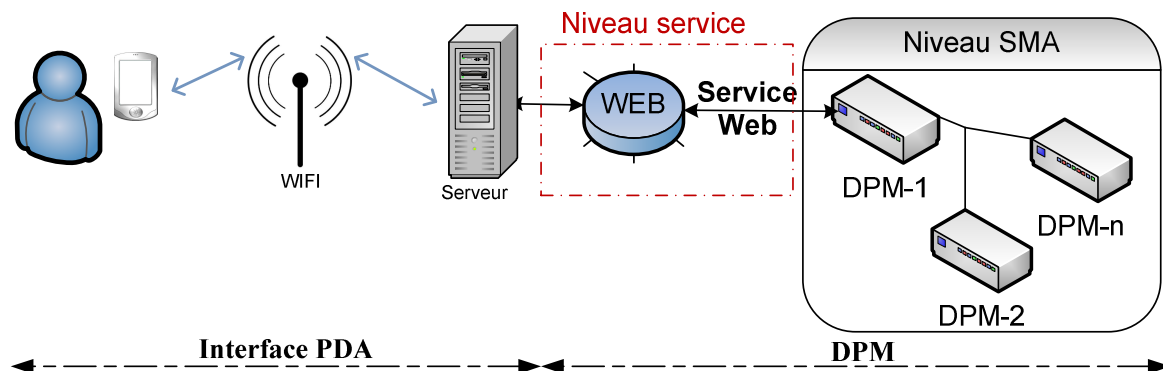 Niveau service
Niveau SMA
WEB
Service
Web
WIFI
Serveur
DPM-1
DPM-n
DPM-2
Interface PDA
DPM